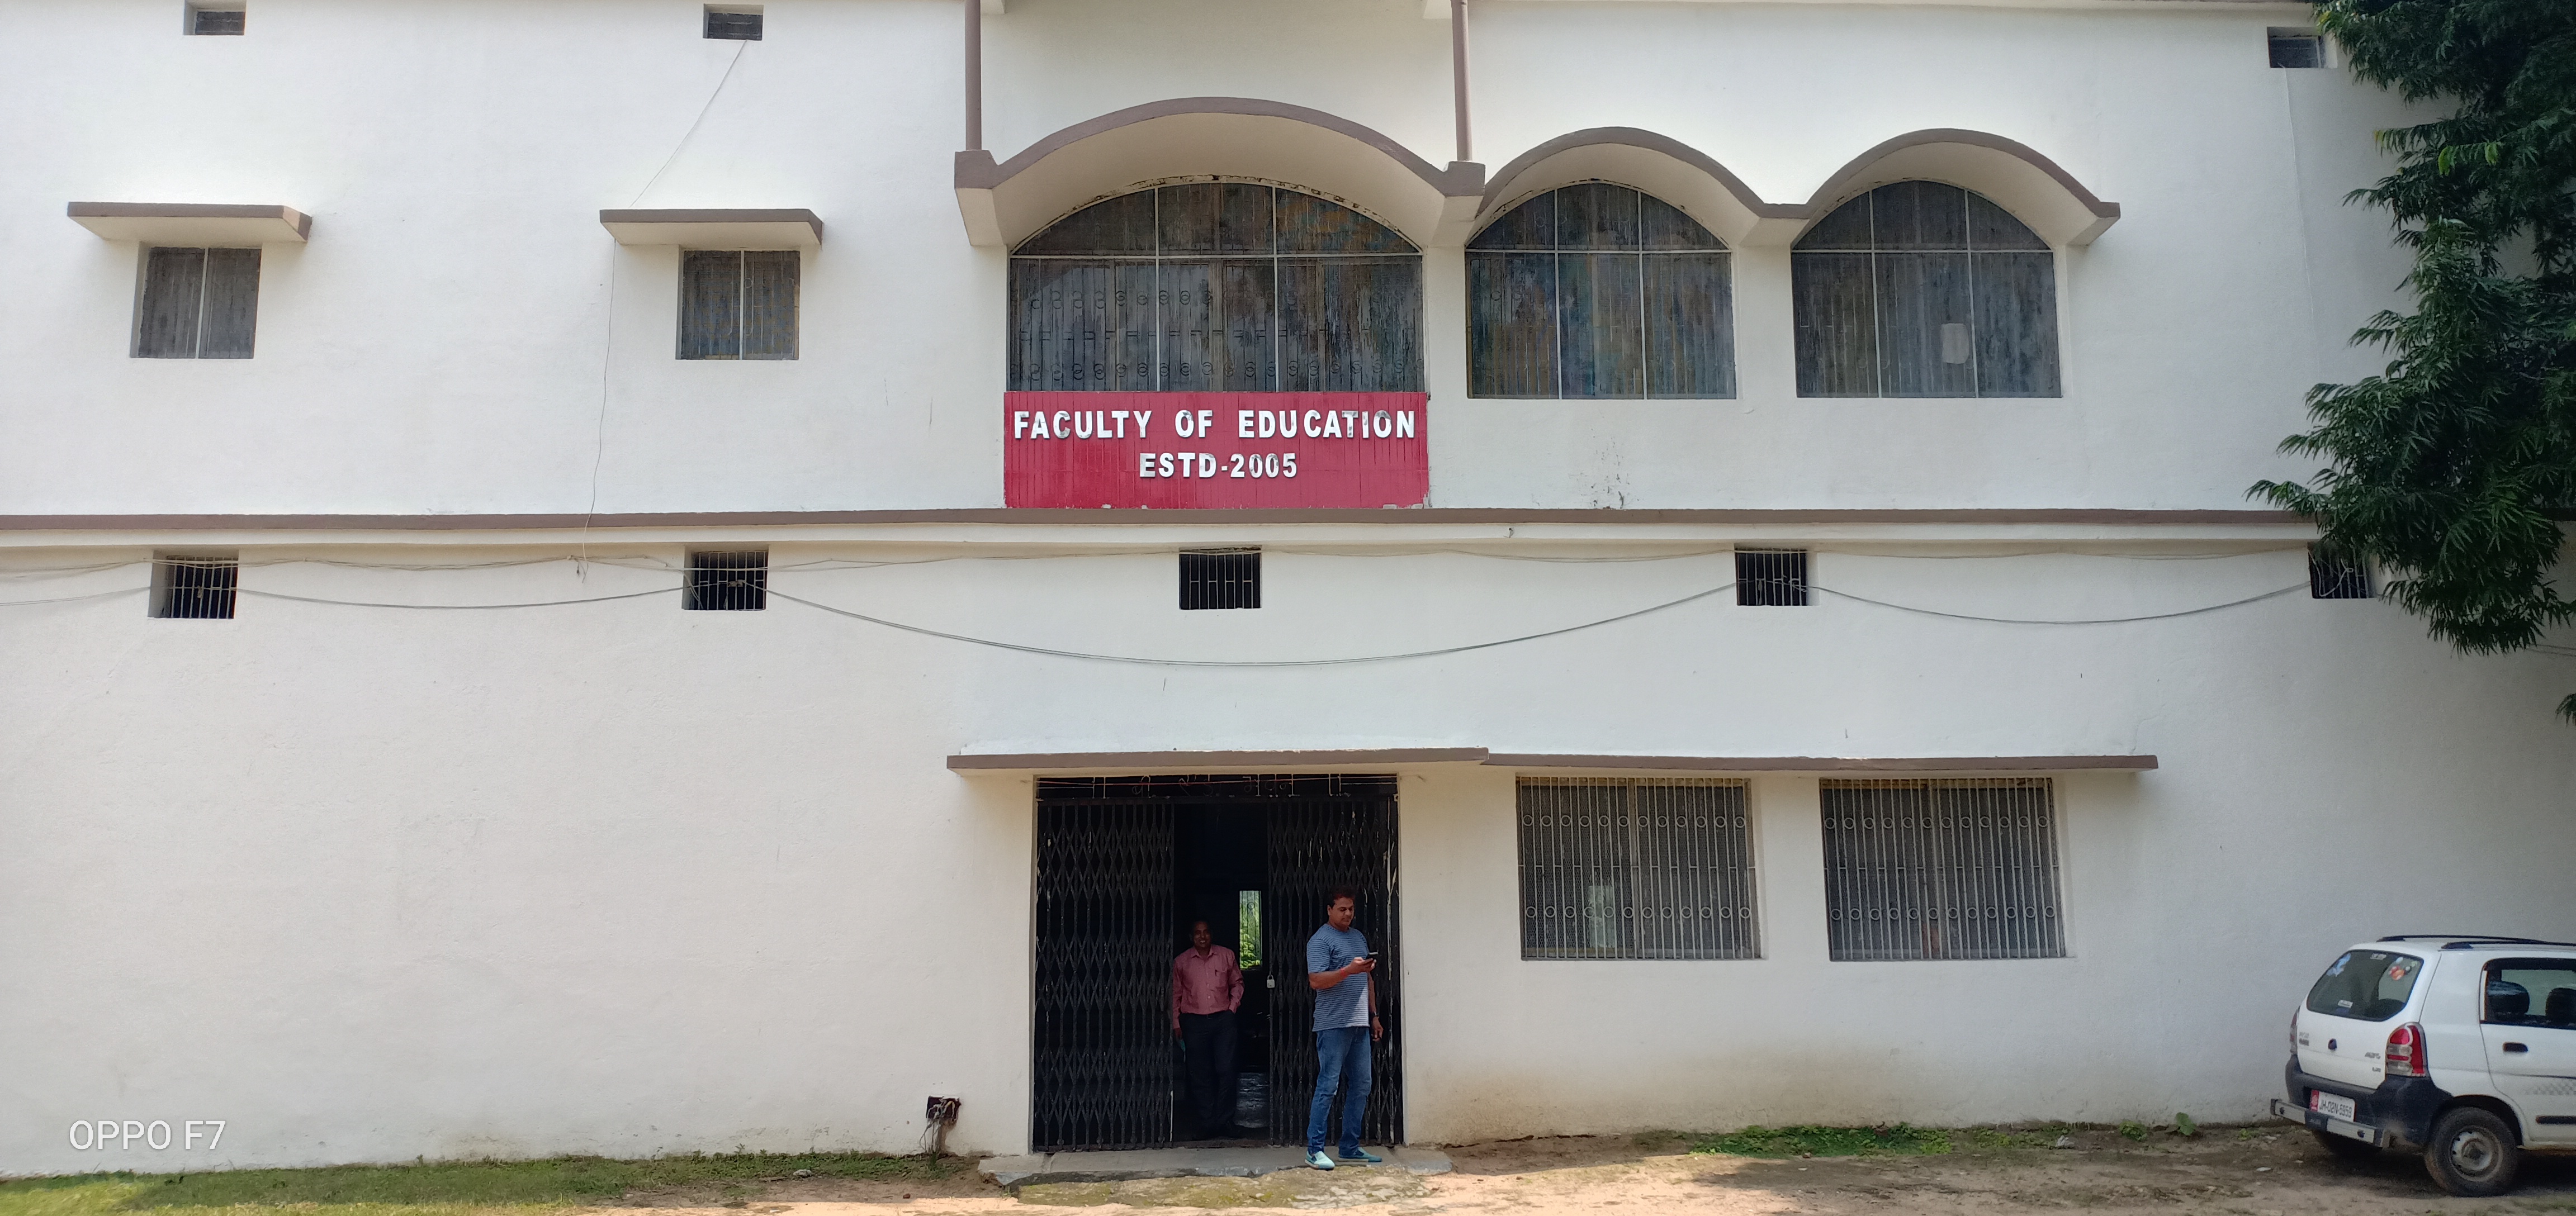 FACULTY OF EDUCATION
ESTD-2005
OPPO F7